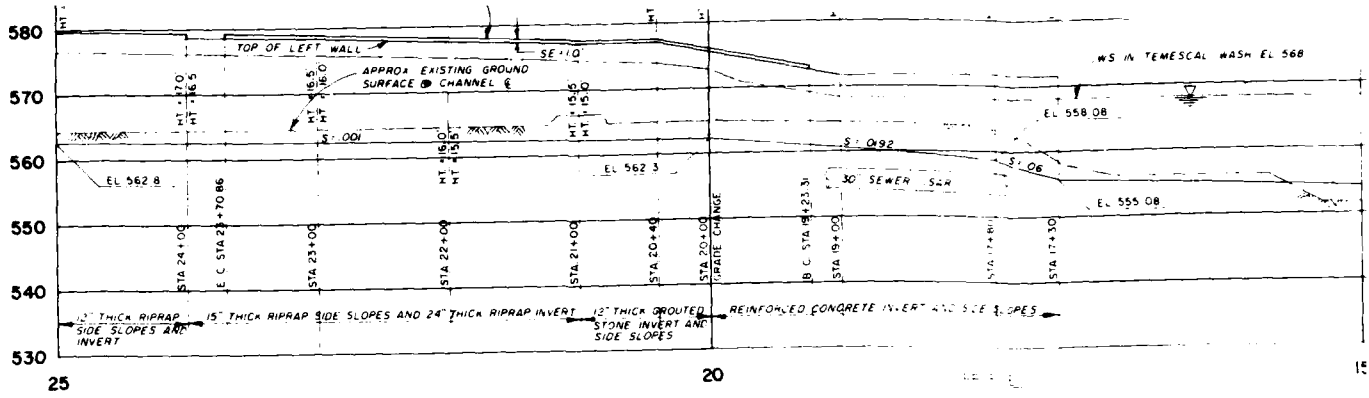 580
570
560
550
540
530
TOP OF LEFT WALL
APPROX EXISTING GROUND
SURFACE @ CHANNEL ℄
WS IN TEMESCAL WASH EL 568
HT = 17.0
HT = 16.5
HT = 16.5
HT = 16.0
HT = 16.0
HT = 15.5
HT = 15.5
HT = 15.0
HT
EL 558.08
EL 562.8
EL 562.3
S = .0192
S = .06
30 SEWER
EL 555.08
STA 24+00
E C. STA 23+70.86
STA 23+00
STA 22+00
STA 21+00
STA 20+40
STA 20+00
GRADE CHANGE
B C. STA 19+23.31
STA 19+00
STA 17+80
STA 17+30
12" THICK RIPRAP
SIDE SLOPES AND
INVERT
15" THICK RIPRAP SIDE SLOPES AND 24" THICK RIPRAP INVERT
12" THICK GROUTED
STONE INVERT AND
SIDE SLOPES
REINFORCED CONCRETE INVERT AND SIDE SLOPES
25
20
15